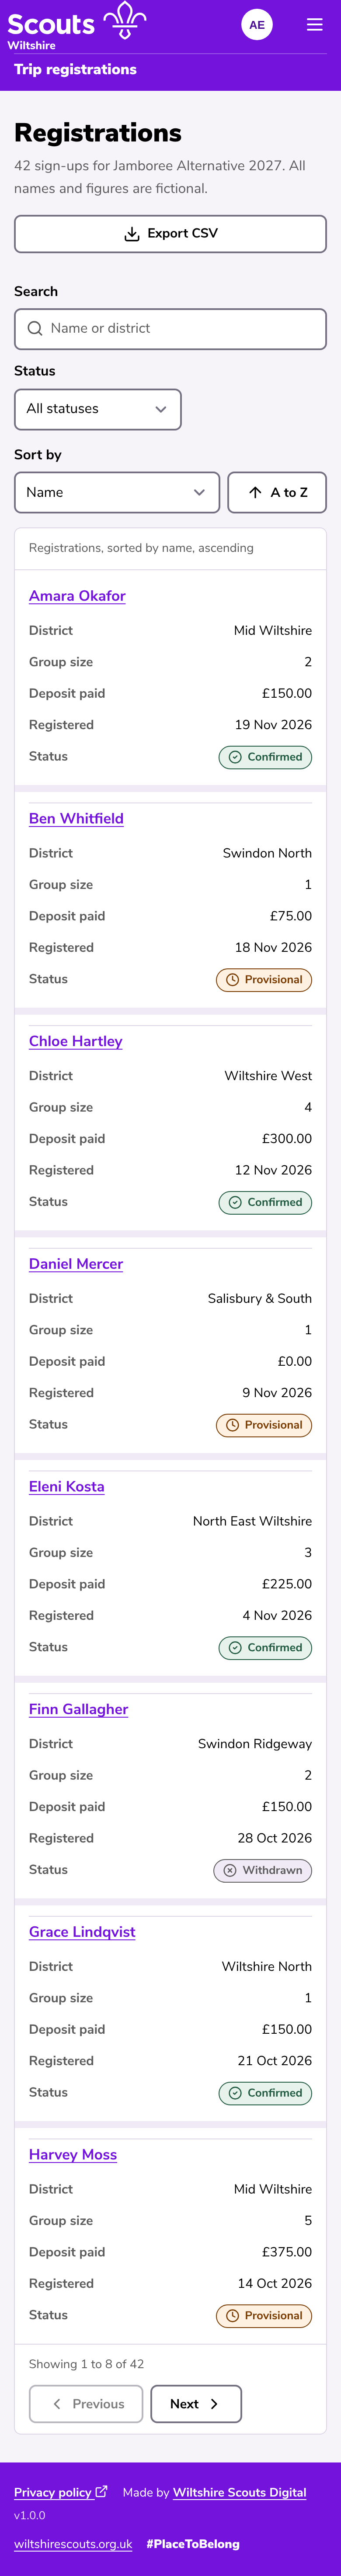 Scouts
Wiltshire
AE
Trip registrations
Registrations
42 sign-ups for Jamboree Alternative 2027. All
names and figures are fictional.
Export CSV
Search
Name or district
Status
All statuses
Sort by
Name
A to Z
Registrations, sorted by name, ascending
Amara Okafor
District Mid Wiltshire
Group size 2
Deposit paid £150.00
Registered 19 Nov 2026
Status Confirmed
Ben Whitfield
District Swindon North
Group size 1
Deposit paid £75.00
Registered 18 Nov 2026
Status Provisional
Chloe Hartley
District Wiltshire West
Group size 4
Deposit paid £300.00
Registered 12 Nov 2026
Status Confirmed
Daniel Mercer
District Salisbury & South
Group size 1
Deposit paid £0.00
Registered 9 Nov 2026
Status Provisional
Eleni Kosta
District North East Wiltshire
Group size 3
Deposit paid £225.00
Registered 4 Nov 2026
Status Confirmed
Finn Gallagher
District Swindon Ridgeway
Group size 2
Deposit paid £150.00
Registered 28 Oct 2026
Status Withdrawn
Grace Lindqvist
District Wiltshire North
Group size 1
Deposit paid £150.00
Registered 21 Oct 2026
Status Confirmed
Harvey Moss
District Mid Wiltshire
Group size 5
Deposit paid £375.00
Registered 14 Oct 2026
Status Provisional
Showing 1 to 8 of 42
Previous Next
Privacy policy Made by Wiltshire Scouts Digital
v1.0.0
wiltshirescouts.org.uk #PlaceToBelong